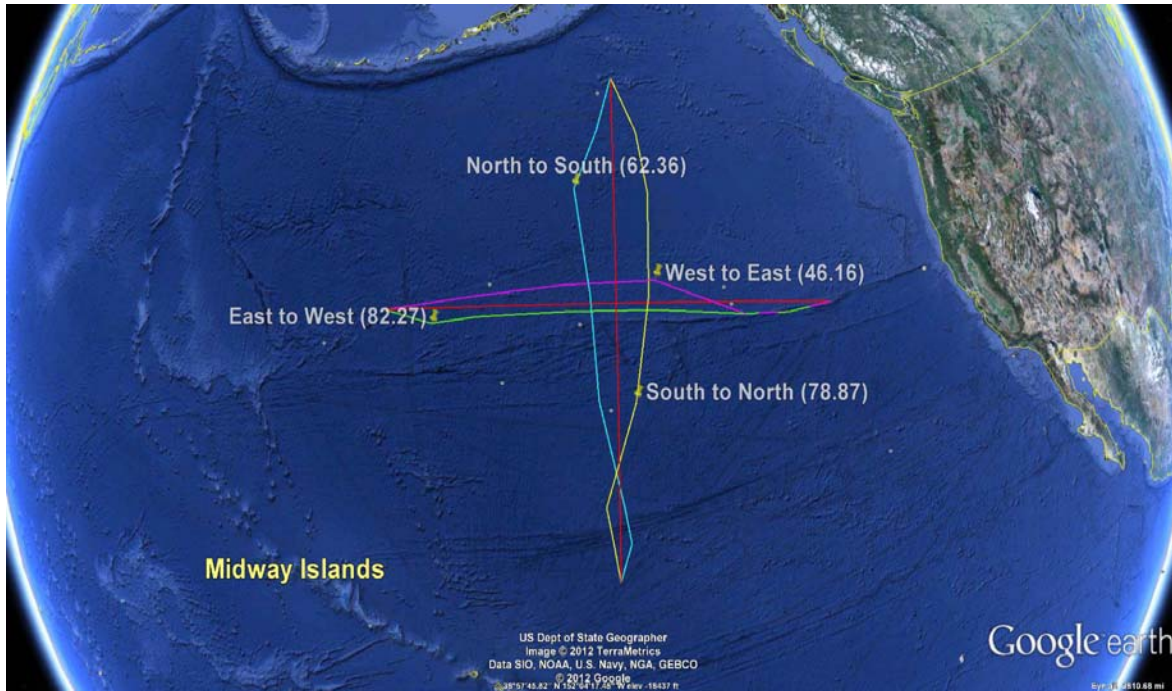 North to South (62.36)
West to East (46.16)
East to West (82.27)
South to North (78.87)
Midway Islands
US Dept of State Geographer
Image © 2012 TerraMetrics
Data SIO, NOAA, U.S. Navy, NGA, GEBCO
© 2012 Google
Google earth